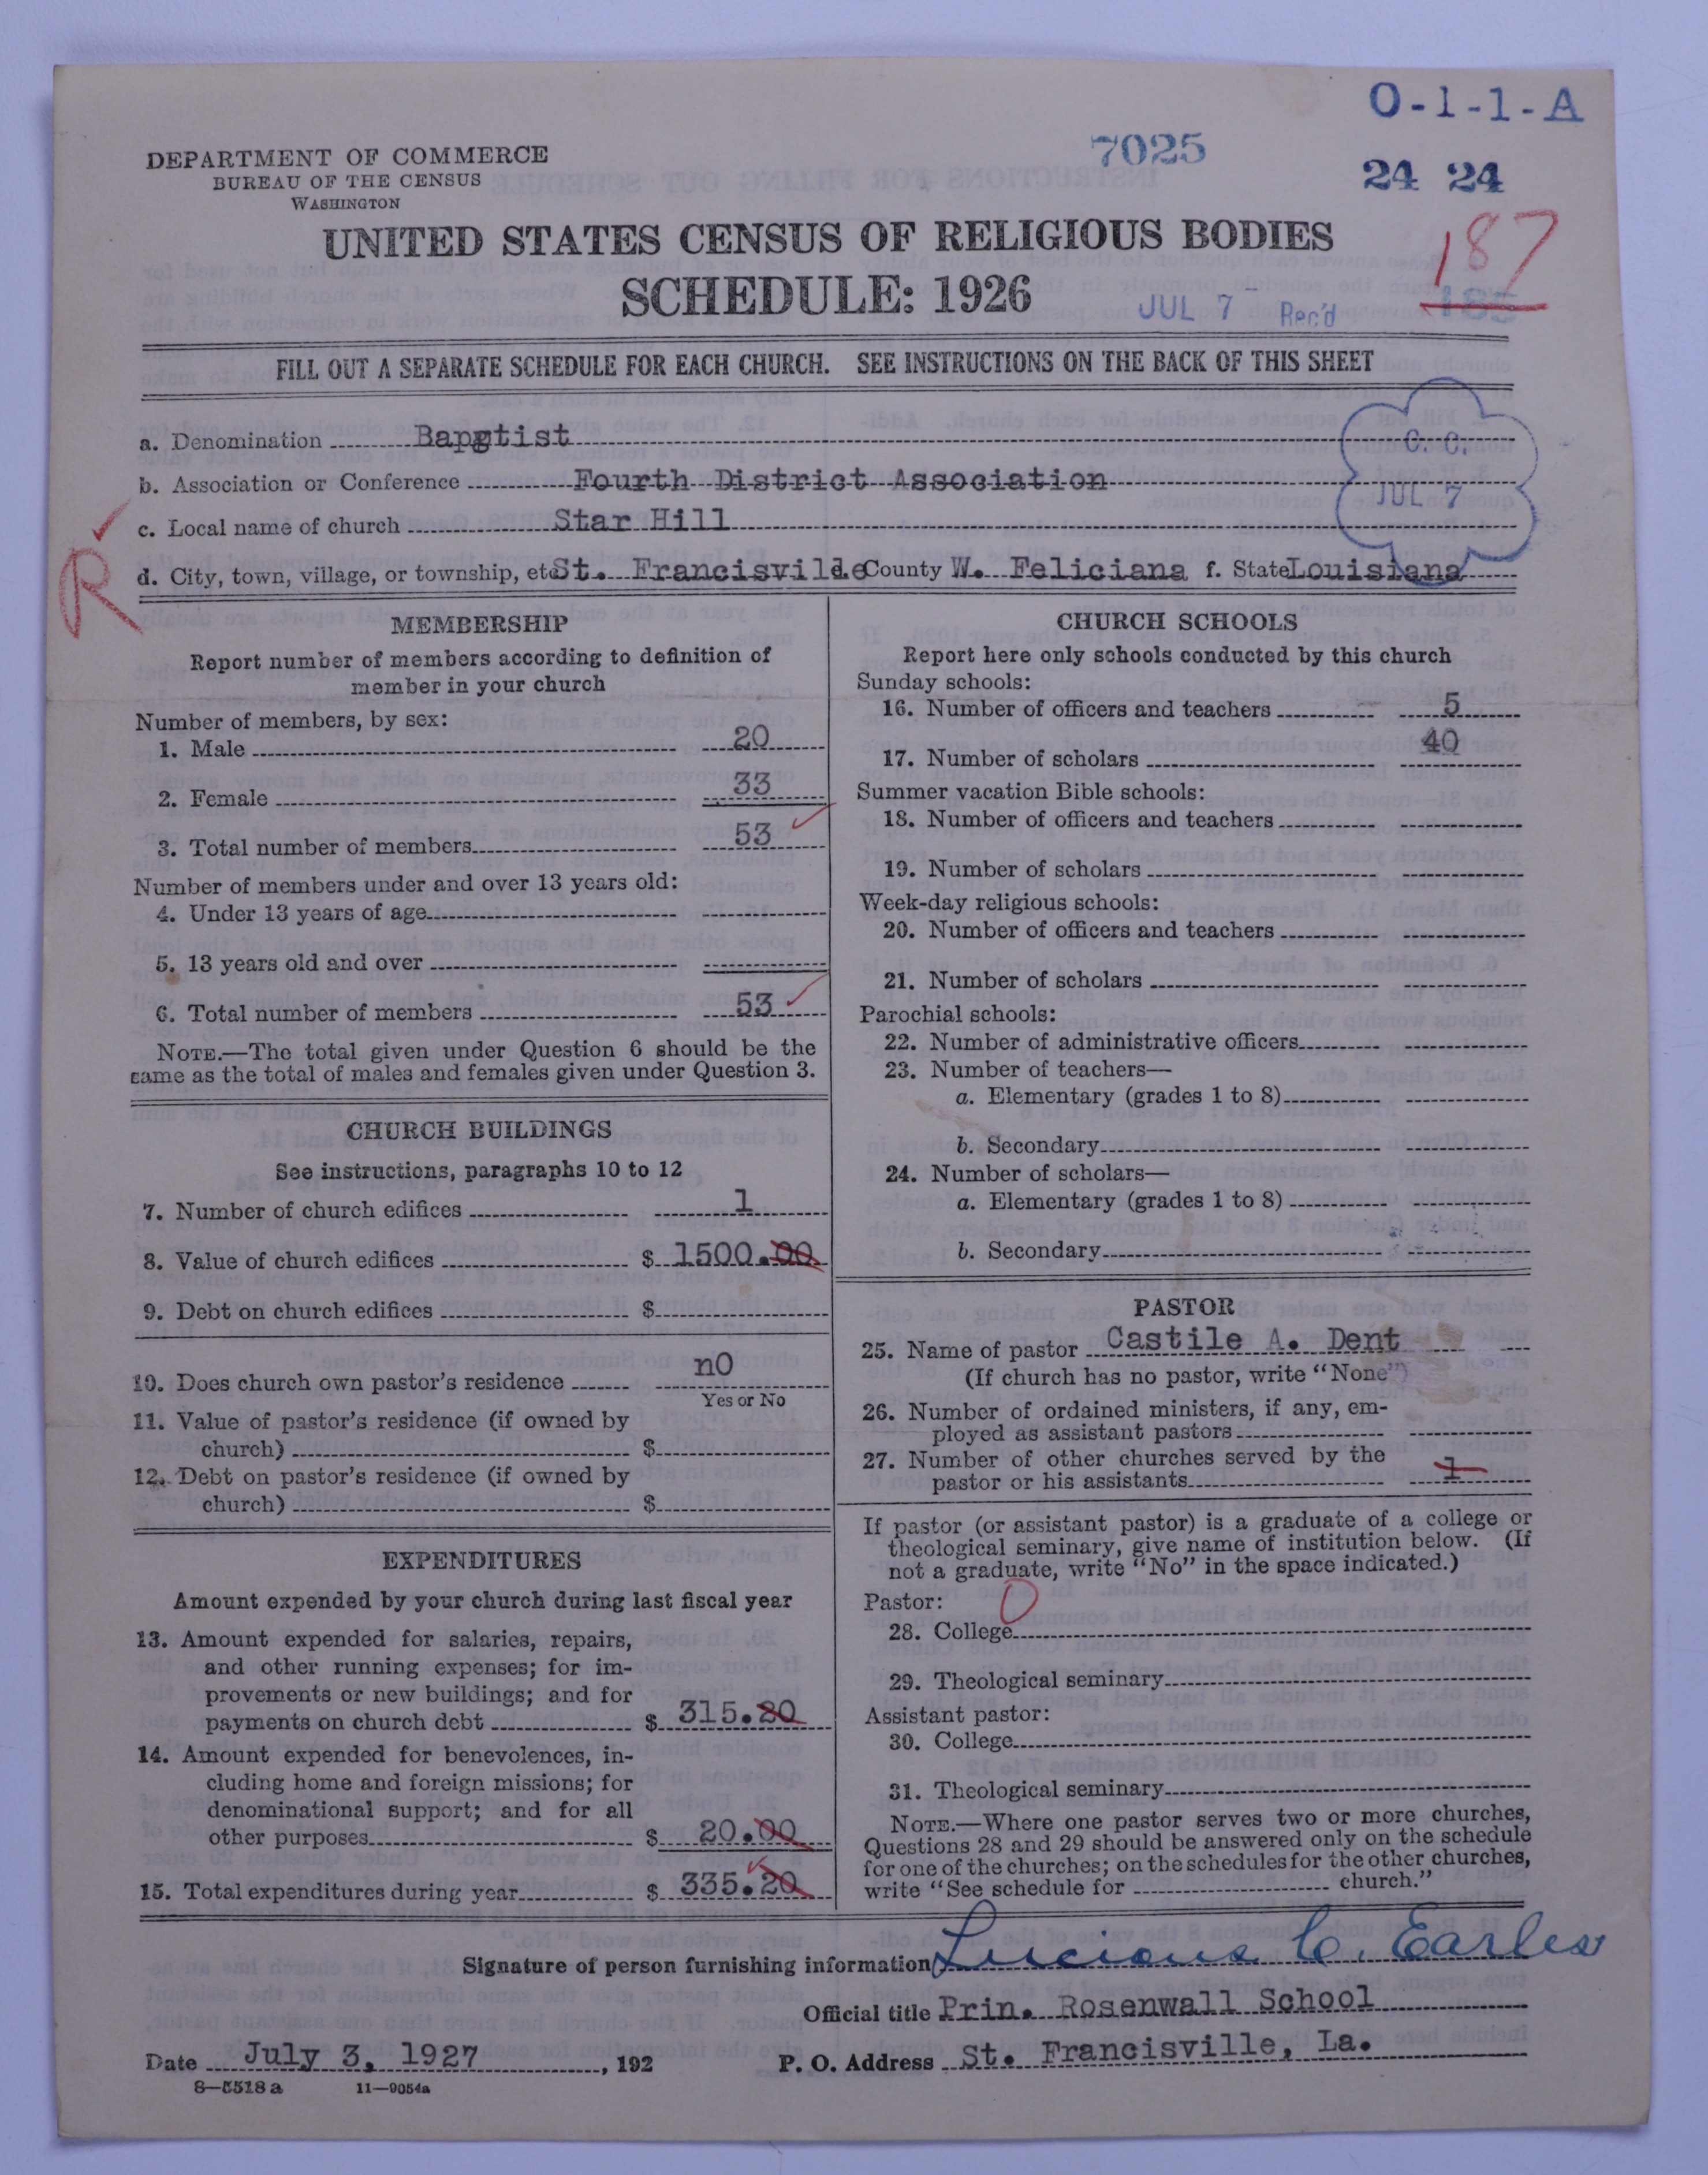 O-1-1-A
7025
24 24
DEPARTMENT OF COMMERCE
BUREAU OF THE CENSUS
WASHINGTON
UNITED STATES CENSUS OF RELIGIOUS BODIES
187
185
SCHEDULE: 1926
JUL 7 Rec'd
FILL OUT A SEPARATE SCHEDULE FOR EACH CHURCH. SEE INSTRUCTIONS ON THE BACK OF THIS SHEET
C. C.
JUL 7
a. Denomination Bapptist
b. Association or Conference Fourth District Association
c. Local name of church Star Hill
R
d. City, town, village, or township, etc St. Francisville e. County W. Feliciana f. State Louisiana
MEMBERSHIP
Report number of members according to definition of
member in your church
Number of members, by sex:
1. Male 20
2. Female 33
3. Total number of members 53
Number of members under and over 13 years old:
4. Under 13 years of age
5. 13 years old and over
6. Total number of members 53
NOTE.—The total given under Question 6 should be the
same as the total of males and females given under Question 3.
CHURCH BUILDINGS
See instructions, paragraphs 10 to 12
7. Number of church edifices 1
8. Value of church edifices $ 1500.00
9. Debt on church edifices $
10. Does church own pastor's residence nO
Yes or No
11. Value of pastor's residence (if owned by
church) $
12. Debt on pastor's residence (if owned by
church) $
EXPENDITURES
Amount expended by your church during last fiscal year
13. Amount expended for salaries, repairs,
and other running expenses; for im-
provements or new buildings; and for
payments on church debt $ 315.20
14. Amount expended for benevolences, in-
cluding home and foreign missions; for
denominational support; and for all
other purposes $ 20.00
15. Total expenditures during year $ 335.20
CHURCH SCHOOLS
Report here only schools conducted by this church
Sunday schools:
16. Number of officers and teachers 5
17. Number of scholars 40
Summer vacation Bible schools:
18. Number of officers and teachers
19. Number of scholars
Week-day religious schools:
20. Number of officers and teachers
21. Number of scholars
Parochial schools:
22. Number of administrative officers
23. Number of teachers—
a. Elementary (grades 1 to 8)
b. Secondary
24. Number of scholars—
a. Elementary (grades 1 to 8)
b. Secondary
PASTOR
25. Name of pastor Castile A. Dent
(If church has no pastor, write "None")
26. Number of ordained ministers, if any, em-
ployed as assistant pastors
27. Number of other churches served by the
pastor or his assistants 1
If pastor (or assistant pastor) is a graduate of a college or
theological seminary, give name of institution below. (If
not a graduate, write "No" in the space indicated.)
Pastor: 0
28. College
29. Theological seminary
Assistant pastor:
30. College
31. Theological seminary
NOTE.—Where one pastor serves two or more churches,
Questions 28 and 29 should be answered only on the schedule
for one of the churches; on the schedules for the other churches,
write "See schedule for church."
Signature of person furnishing information Lucious C. Earles
Official title Prin. Rosenwall School
Date July 3, 1927, 192 P. O. Address St. Francisville, La.
8—5518 a 11—9054a